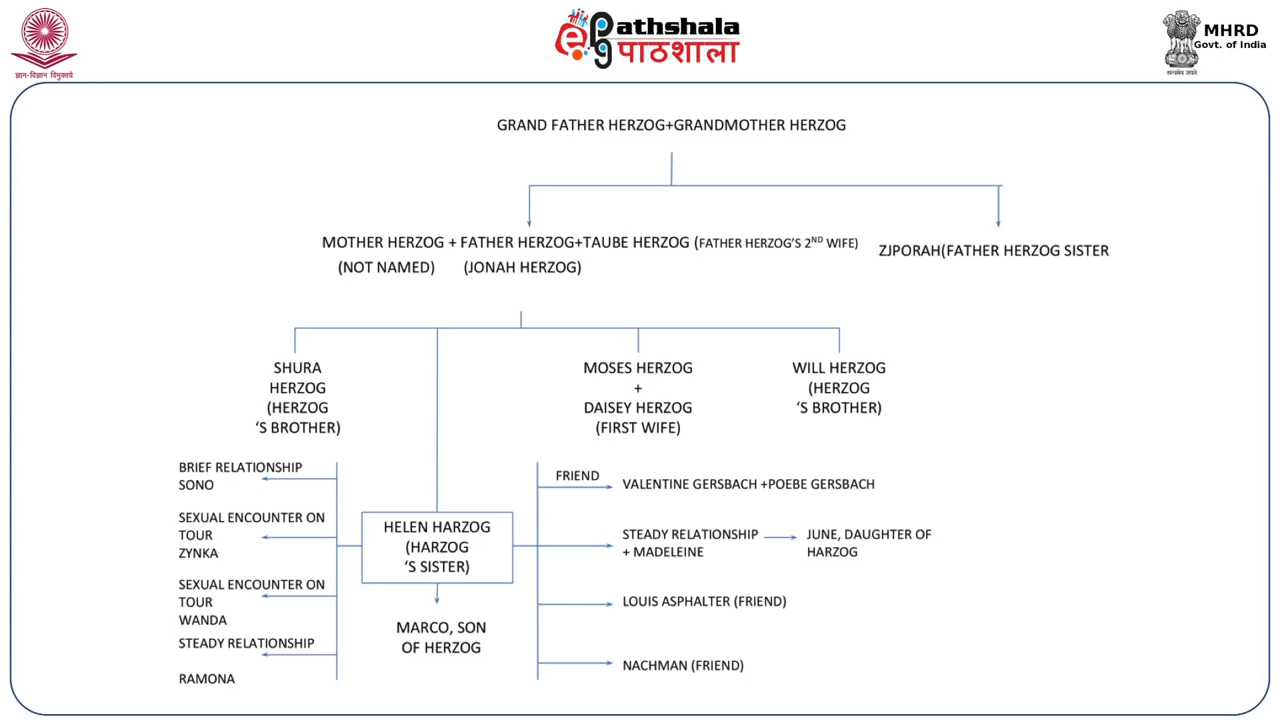 ज्ञान-विज्ञान विमुक्तये
ePathshala
पाठशाला
MHRD
Govt. of India
सत्यमेव जयते
GRAND FATHER HERZOG+GRANDMOTHER HERZOG
MOTHER HERZOG + FATHER HERZOG+TAUBE HERZOG (FATHER HERZOG'S 2ND WIFE)
(NOT NAMED) (JONAH HERZOG)
ZJPORAH(FATHER HERZOG SISTER
SHURA
HERZOG
(HERZOG
‘S BROTHER)
MOSES HERZOG
+
DAISEY HERZOG
(FIRST WIFE)
WILL HERZOG
(HERZOG
‘S BROTHER)
BRIEF RELATIONSHIP
SONO
SEXUAL ENCOUNTER ON
TOUR
ZYNKA
SEXUAL ENCOUNTER ON
TOUR
WANDA
STEADY RELATIONSHIP
RAMONA
HELEN HARZOG
(HARZOG
‘S SISTER)
MARCO, SON
OF HERZOG
FRIEND
VALENTINE GERSBACH +POEBE GERSBACH
STEADY RELATIONSHIP
+ MADELEINE
JUNE, DAUGHTER OF
HARZOG
LOUIS ASPHALTER (FRIEND)
NACHMAN (FRIEND)